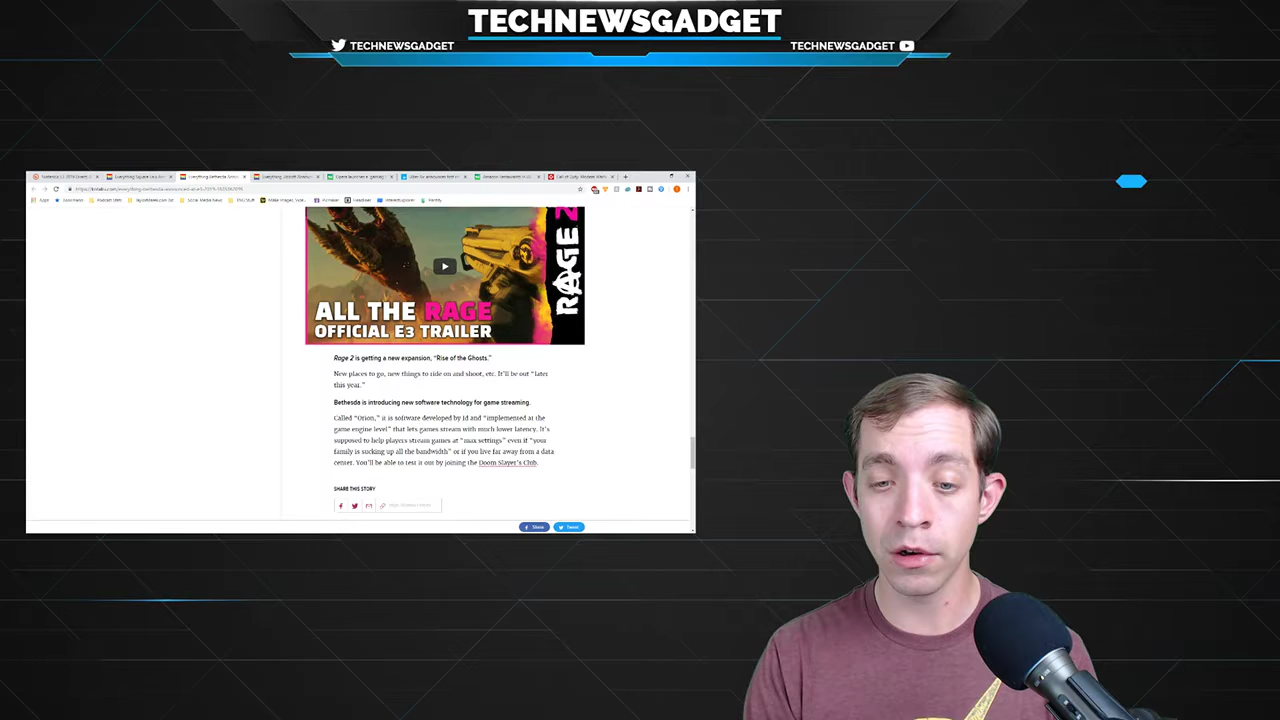 TECHNEWSGADGET
TECHNEWSGADGET
TECHNEWSGADGET
RAGE 2
ALL THE RAGE
OFFICIAL E3 TRAILER
Rage 2 is getting a new expansion, “Rise of the Ghosts.”
New places to go, new things to ride on and shoot, etc. It’ll be out “later
this year.”
Bethesda is introducing new software technology for game streaming.
Called “Orion,” it is software developed by Id and “implemented at the
game engine level” that lets games stream with much lower latency. It’s
supposed to help players stream games at “max settings” even if “your
family is sucking up all the bandwidth” or if you live far away from a data
center. You’ll be able to test it out by joining the Doom Slayer’s Club.
SHARE THIS STORY
Share
Tweet